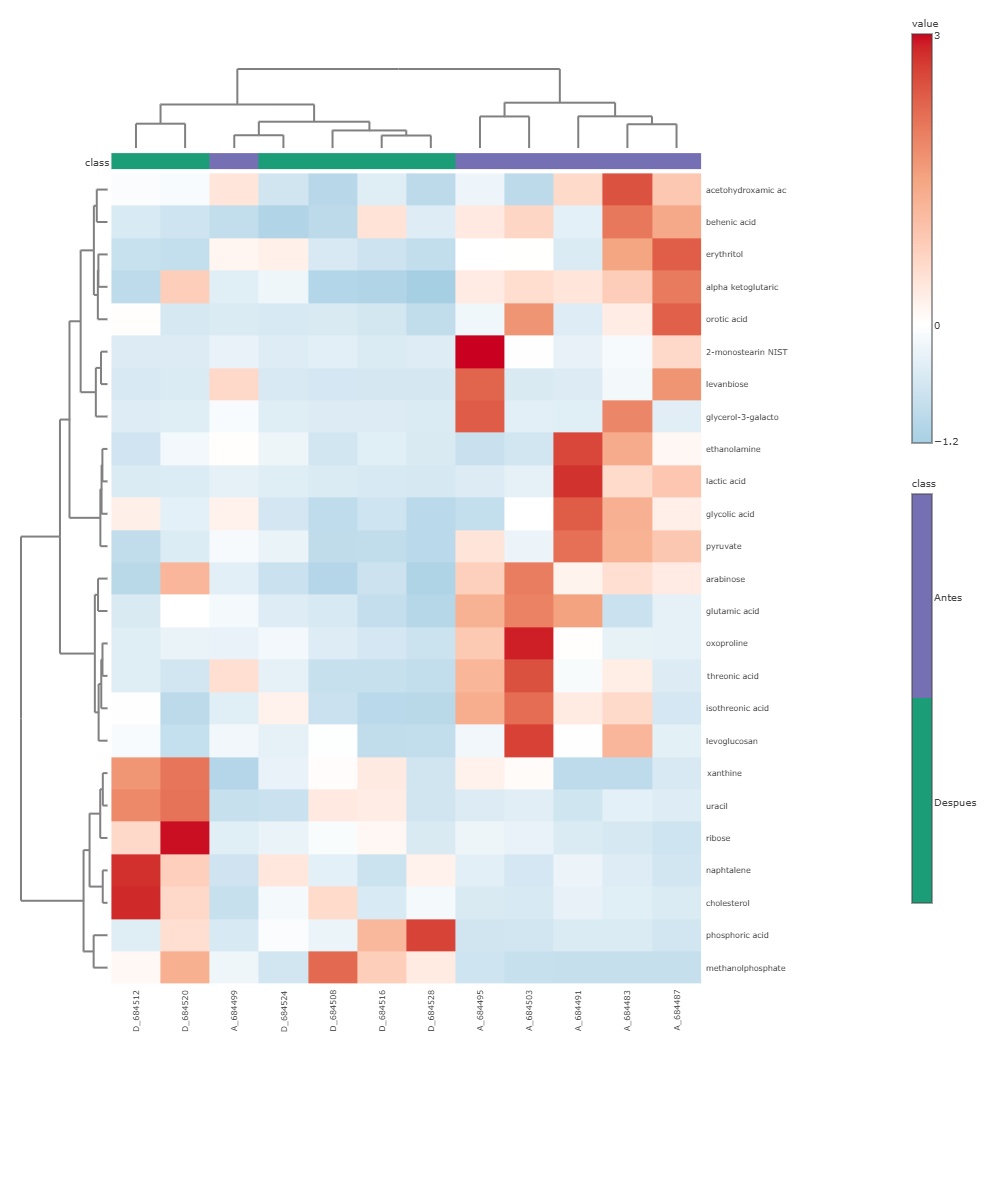 value
3
0
−1.2
class
Antes
Despues
class
acetohydroxamic ac
behenic acid
erythritol
alpha ketoglutaric
orotic acid
2-monostearin NIST
levanbiose
glycerol-3-galacto
ethanolamine
lactic acid
glycolic acid
pyruvate
arabinose
glutamic acid
oxoproline
threonic acid
isothreonic acid
levoglucosan
xanthine
uracil
ribose
naphtalene
cholesterol
phosphoric acid
methanolphosphate
D_684512
D_684520
A_684499
D_684524
D_684508
D_684516
D_684528
A_684495
A_684503
A_684491
A_684483
A_684487